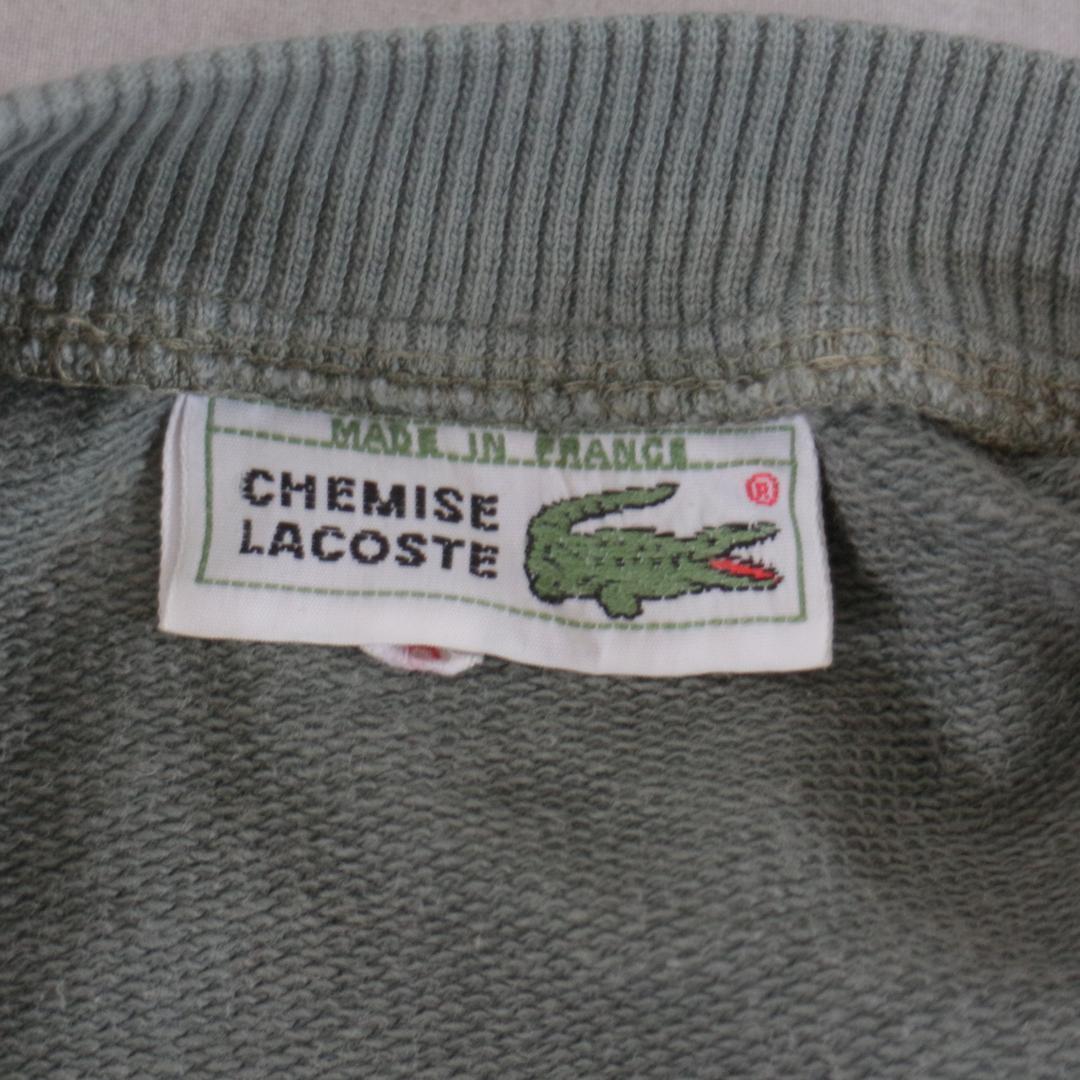 MADE IN FRANCE
CHEMISE
LACOSTE
®